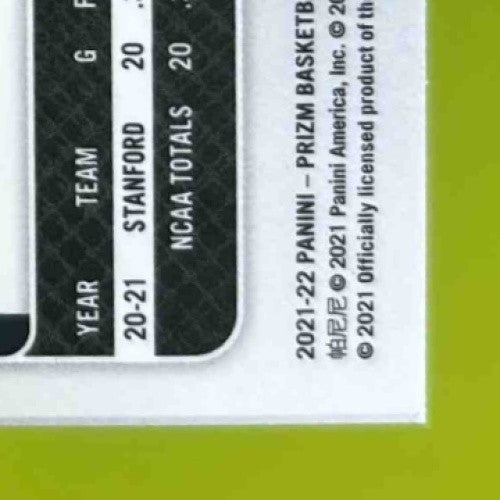 YEAR TEAM G F
20-21 STANFORD 20
NCAA TOTALS 20
2021-22 PANINI – PRIZM BASKETB
帕尼尼 © 2021 Panini America, Inc. © 20
© 2021 Officially licensed product of th